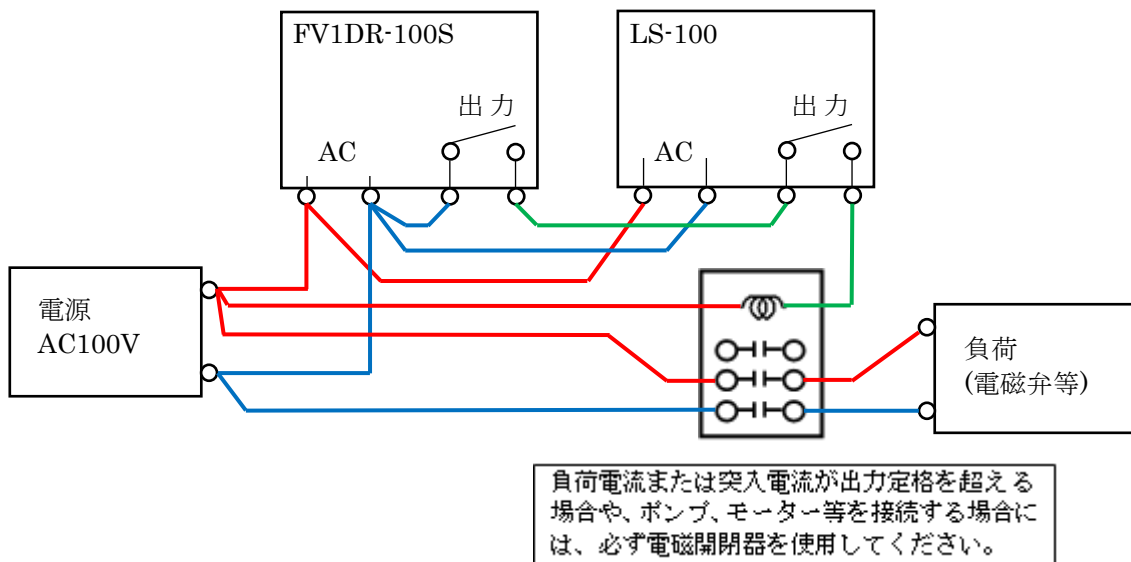 FV1DR-100S
LS-100
出 力
出 力
AC
AC
電源
AC100V
負荷
(電磁弁等)
負荷電流または突入電流が出力定格を超える
場合や、ポンプ、モーター等を接続する場合に
は、必ず電磁開閉器を使用してください。